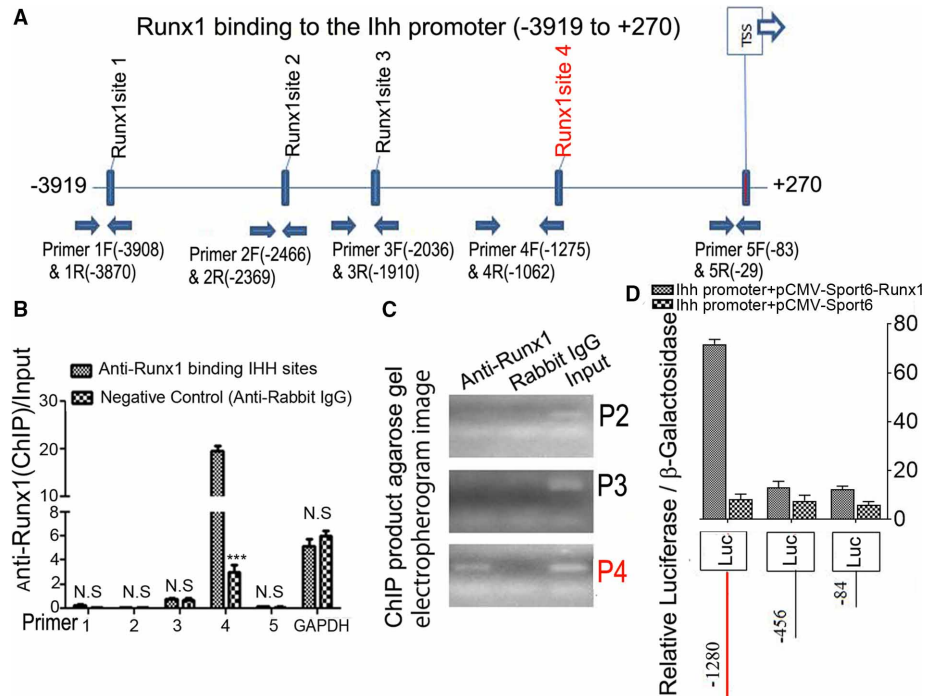 A
Runx1 binding to the Ihh promoter (-3919 to +270)
TSS
Runx1site 1
Runx1site 2
Runx1site 3
Runx1site 4
-3919
+270
Primer 1F(-3908)
& 1R(-3870)
Primer 2F(-2466)
& 2R(-2369)
Primer 3F(-2036)
& 3R(-1910)
Primer 4F(-1275)
& 4R(-1062)
Primer 5F(-83)
& 5R(-29)
B
Anti-Runx1 binding IHH sites
Negative Control (Anti-Rabbit IgG)
Anti-Runx1(ChIP)/Input
30
20
10
8
6
4
2
0
N.S
N.S
N.S
***
N.S
N.S
Primer 1 2 3 4 5 GAPDH
C
ChIP product agarose gel
electropherogram image
Anti-Runx1
Rabbit IgG
Input
P2
P3
P4
D
Ihh promoter+pCMV-Sport6-Runx1
Ihh promoter+pCMV-Sport6
Relative Luciferase / β-Galactosidase
80
60
40
20
0
Luc
Luc
Luc
-1280
-456
-84